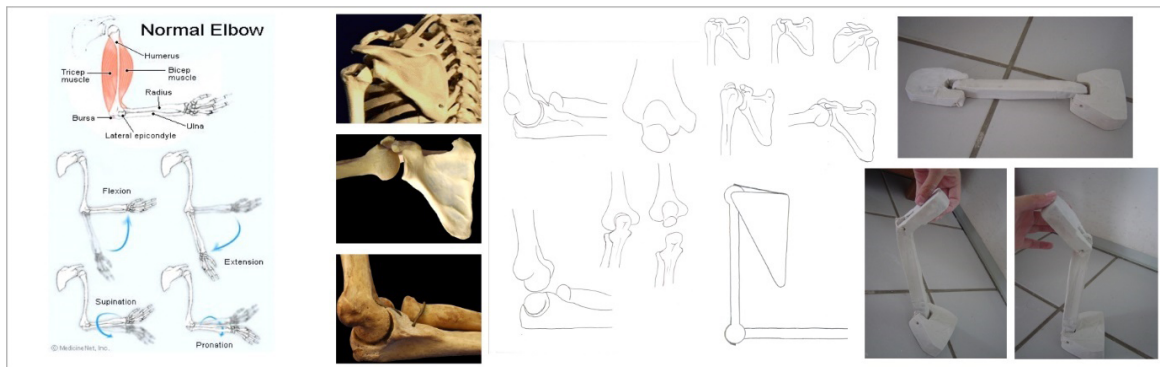 Normal Elbow
Humerus
Tricep
muscle
Bicep
muscle
Radius
Bursa
Ulna
Lateral epicondyle
Flexion
Extension
Supination
Pronation
© MedicineNet, Inc.